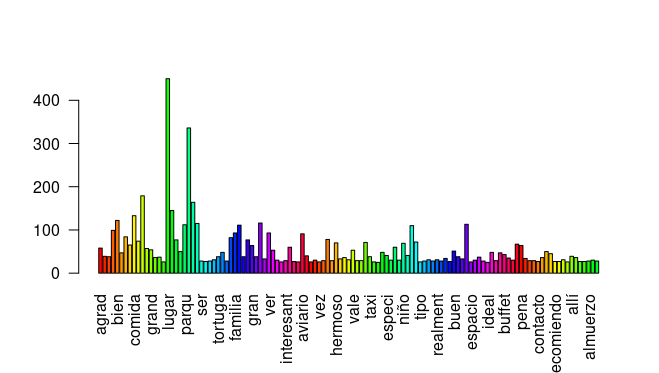 400
300
200
100
0
agrad
bien
comida
grand
lugar
parqu
ser
tortuga
familia
gran
ver
interesant
aviario
vez
hermoso
vale
taxi
especi
niño
tipo
realment
buen
espacio
ideal
buffet
pena
contacto
ecomiendo
allí
almuerzo